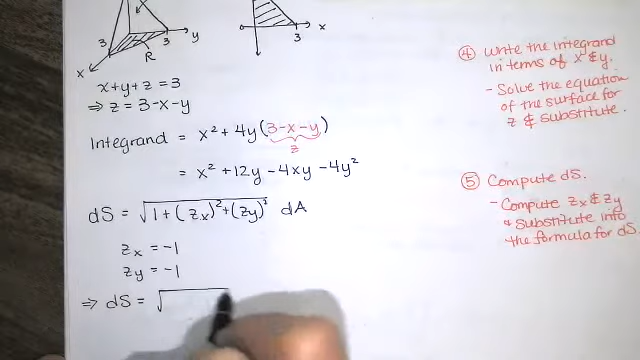 3
3
y
R
x
3
x
x+y+z = 3
⇒ z = 3-x-y
Integrand = x² + 4y(3-x-y)
z
= x² +12y -4xy -4y²
dS = √(1+(zx)²+(zy)²) dA
zx = -1
zy = -1
⇒ dS = √
④ Write the integrand
in terms of x & y.
- Solve the equation
of the surface for
z & substitute.
⑤ Compute dS.
- Compute zx & zy
& substitute into
the formula for dS.